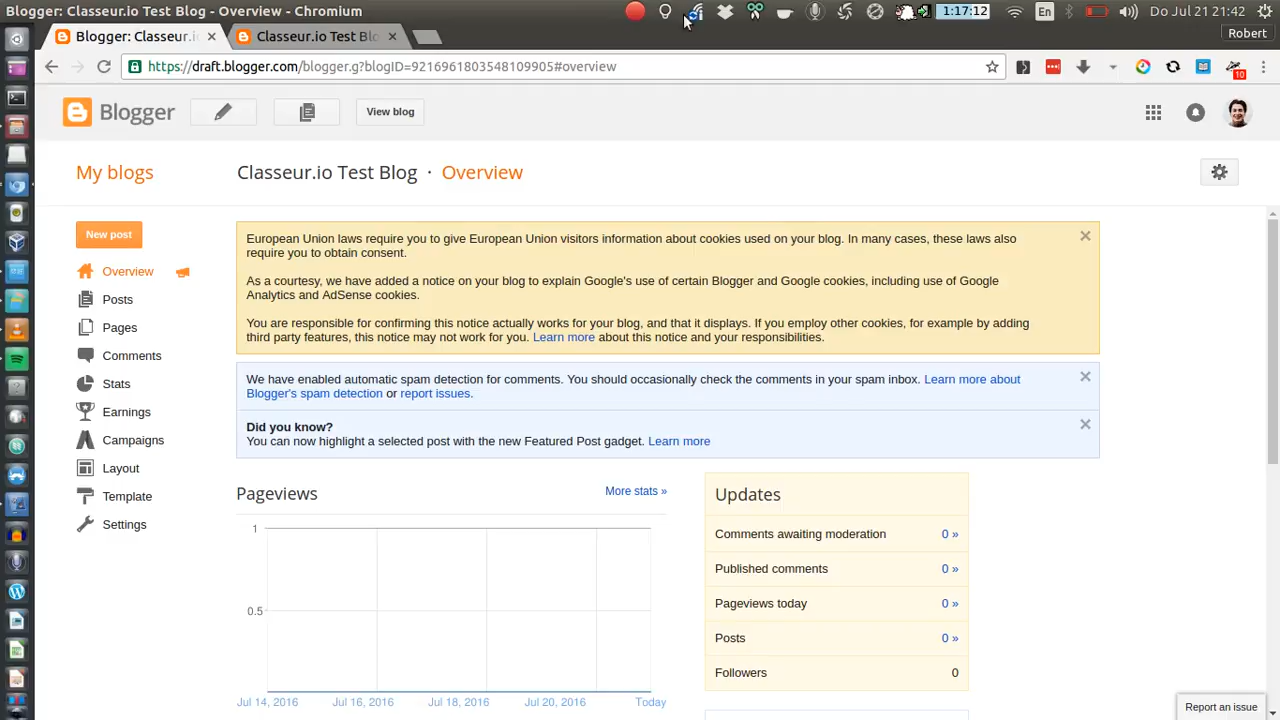 Blogger: Classeur.io Test Blog - Overview - Chromium
1:17:12
En
Do Jul 21 21:42
Blogger: Classeur.i
Classeur.io Test Blo
Robert
https://draft.blogger.com/blogger.g?blogID=9216961803548109905#overview
10
Blogger
View blog
My blogs
Classeur.io Test Blog · Overview
New post
Overview
Posts
Pages
Comments
Stats
Earnings
Campaigns
Layout
Template
Settings
European Union laws require you to give European Union visitors information about cookies used on your blog. In many cases, these laws also
require you to obtain consent.
As a courtesy, we have added a notice on your blog to explain Google's use of certain Blogger and Google cookies, including use of Google
Analytics and AdSense cookies.
You are responsible for confirming this notice actually works for your blog, and that it displays. If you employ other cookies, for example by adding
third party features, this notice may not work for you. Learn more about this notice and your responsibilities.
We have enabled automatic spam detection for comments. You should occasionally check the comments in your spam inbox. Learn more about
Blogger's spam detection or report issues.
Did you know?
You can now highlight a selected post with the new Featured Post gadget. Learn more
Pageviews
More stats »
1
0.5
Jul 14, 2016
Jul 16, 2016
Jul 18, 2016
Jul 20, 2016
Today
Updates
Comments awaiting moderation 0 »
Published comments 0 »
Pageviews today 0 »
Posts 0 »
Followers 0
Report an issue